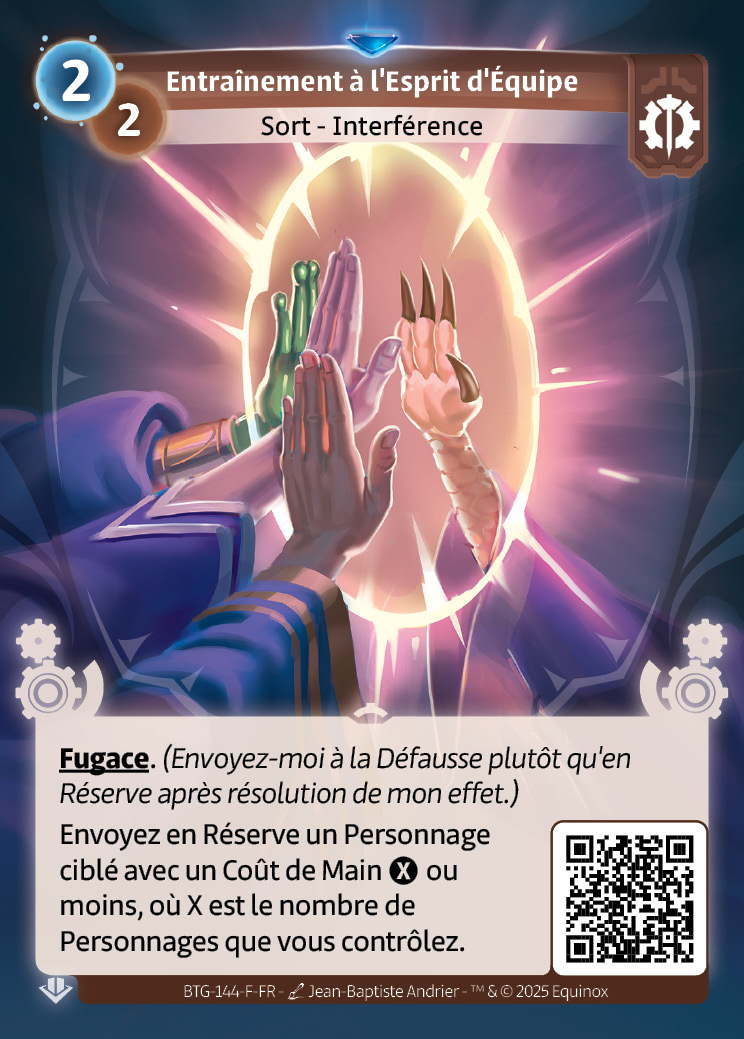 2
Entraînement à l'Esprit d'Équipe
2
Sort - Interférence
Fugace. (Envoyez-moi à la Défausse plutôt qu'en
Réserve après résolution de mon effet.)
Envoyez en Réserve un Personnage
ciblé avec un Coût de Main X ou
moins, où X est le nombre de
Personnages que vous contrôlez.
BTG-144-F-FR - Jean-Baptiste Andrier - ™ & © 2025 Equinox